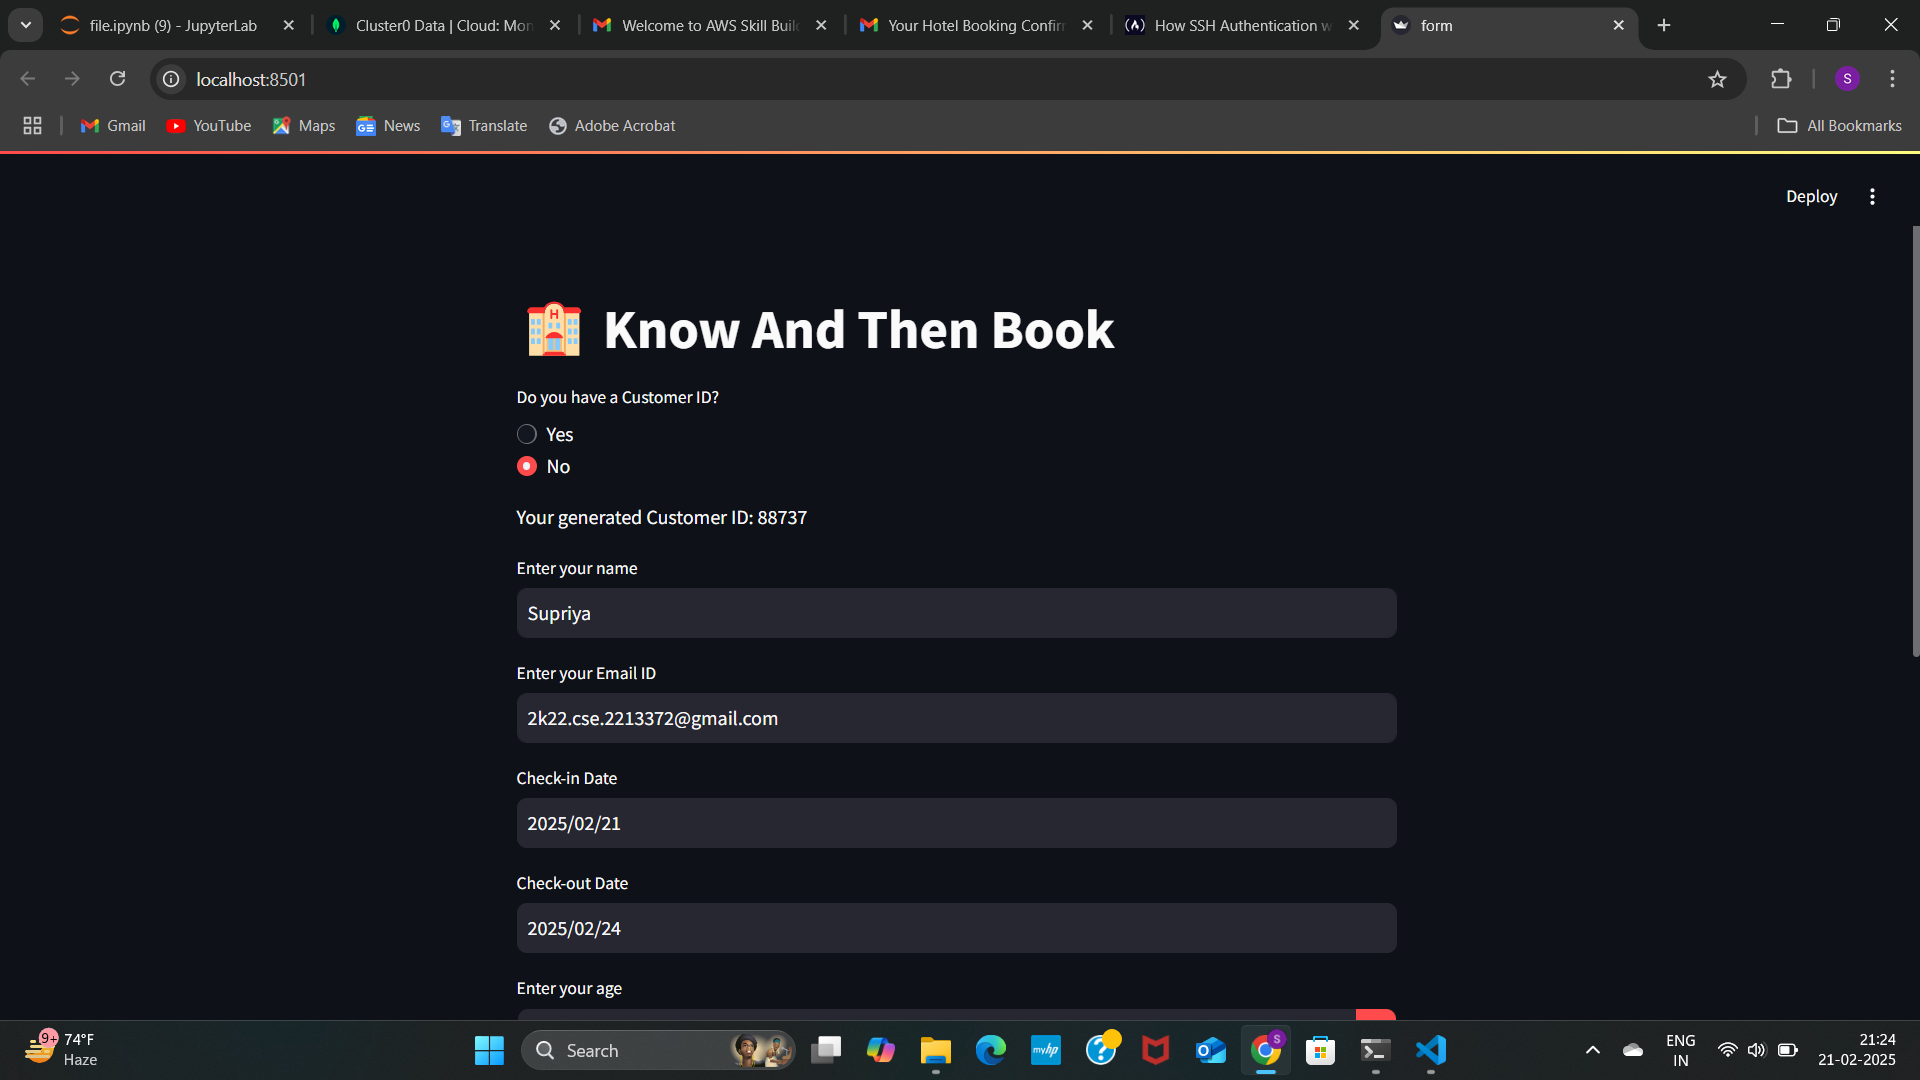 file.ipynb (9) - JupyterLab
Cluster0 Data | Cloud: Mon
Welcome to AWS Skill Buil
Your Hotel Booking Confir
How SSH Authentication w
form
localhost:8501
S
Gmail
YouTube
Maps
News
Translate
Adobe Acrobat
All Bookmarks
Deploy
Know And Then Book
Do you have a Customer ID?
Yes
No
Your generated Customer ID: 88737
Enter your name
Supriya
Enter your Email ID
2k22.cse.2213372@gmail.com
Check-in Date
2025/02/21
Check-out Date
2025/02/24
Enter your age
9+
74°F
Haze
Search
myhp
S
ENG
IN
21:24
21-02-2025